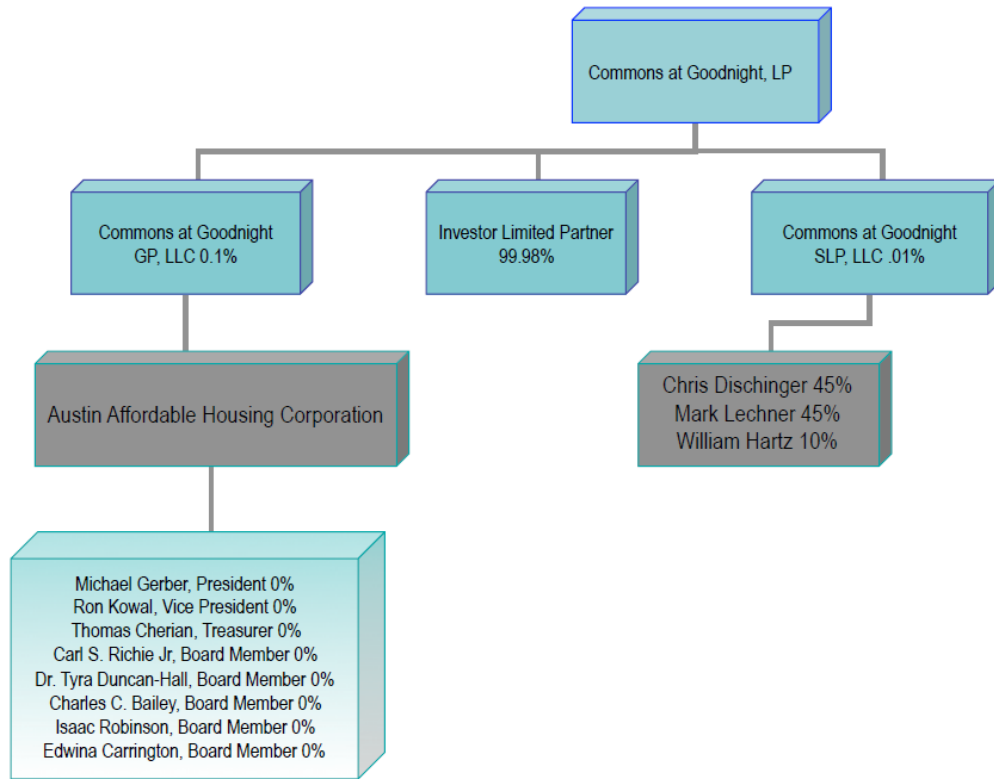 Commons at Goodnight, LP
Commons at Goodnight
GP, LLC 0.1%
Investor Limited Partner
99.98%
Commons at Goodnight
SLP, LLC .01%
Austin Affordable Housing Corporation
Chris Dischinger 45%
Mark Lechner 45%
William Hartz 10%
Michael Gerber, President 0%
Ron Kowal, Vice President 0%
Thomas Cherian, Treasurer 0%
Carl S. Richie Jr, Board Member 0%
Dr. Tyra Duncan-Hall, Board Member 0%
Charles C. Bailey, Board Member 0%
Isaac Robinson, Board Member 0%
Edwina Carrington, Board Member 0%